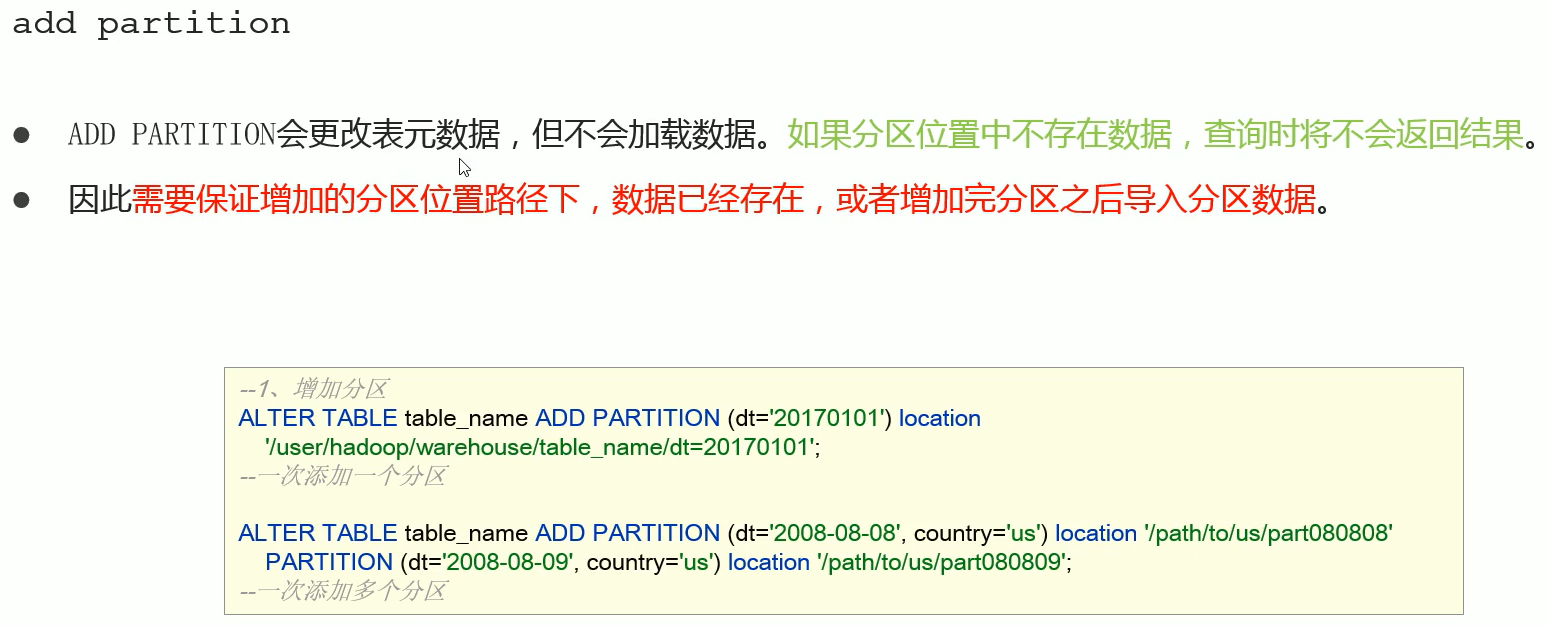 add partition
● ADD PARTITION会更改表元数据，但不会加载数据。如果分区位置中不存在数据，查询时将不会返回结果。
● 因此需要保证增加的分区位置路径下，数据已经存在，或者增加完分区之后导入分区数据。
--1、增加分区
ALTER TABLE table_name ADD PARTITION (dt='20170101') location
'/user/hadoop/warehouse/table_name/dt=20170101';
--一次添加一个分区
ALTER TABLE table_name ADD PARTITION (dt='2008-08-08', country='us') location '/path/to/us/part080808'
PARTITION (dt='2008-08-09', country='us') location '/path/to/us/part080809';
--一次添加多个分区